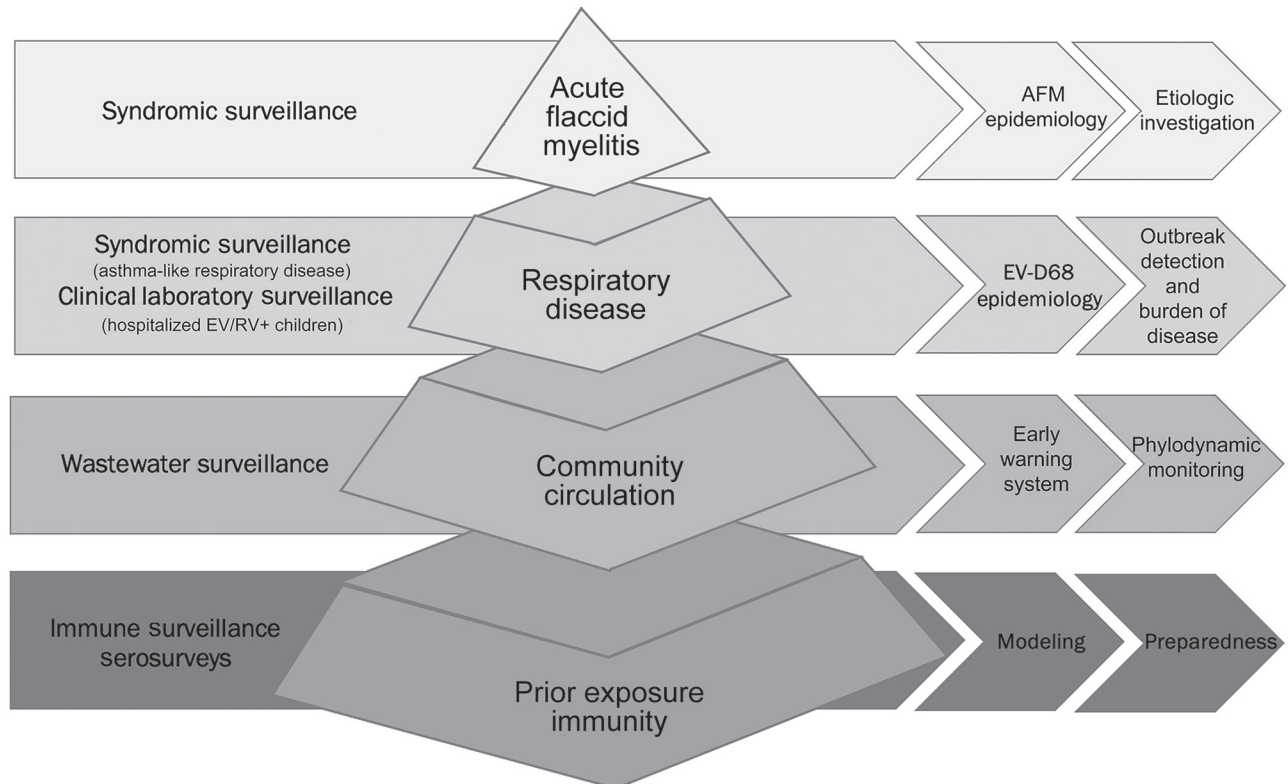 Syndromic surveillance
Acute
flaccid
myelitis
AFM
epidemiology
Etiologic
investigation
Syndromic surveillance
(asthma-like respiratory disease)
Clinical laboratory surveillance
(hospitalized EV/RV+ children)
Respiratory
disease
EV-D68
epidemiology
Outbreak
detection
and
burden of
disease
Wastewater surveillance
Community
circulation
Early
warning
system
Phylodynamic
monitoring
Immune surveillance
serosurveys
Prior exposure
immunity
Modeling
Preparedness